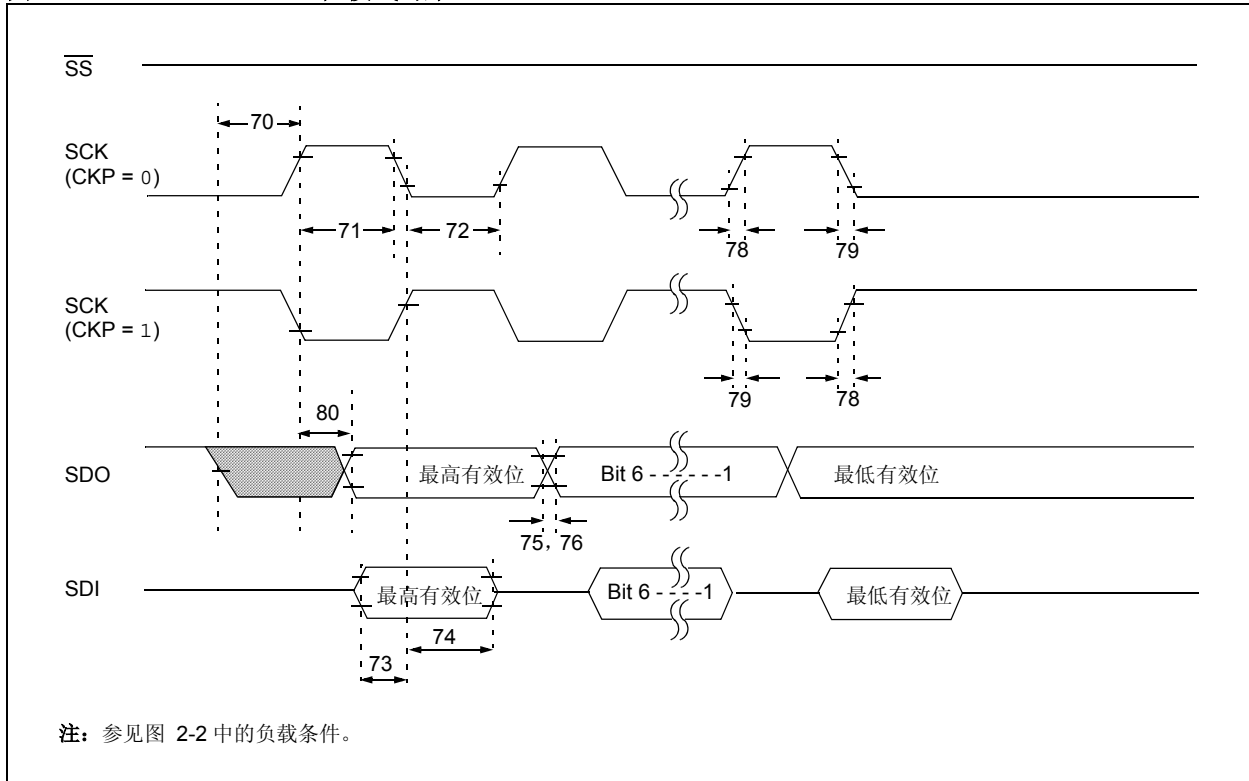 SS
70
SCK
(CKP = 0)
71
72
78
79
SCK
(CKP = 1)
79
78
80
SDO
最高有效位
Bit 6 - - - - - -1
最低有效位
75，76
SDI
最高有效位
Bit 6 - - - - -1
最低有效位
74
73
注： 参见图 2-2 中的负载条件。